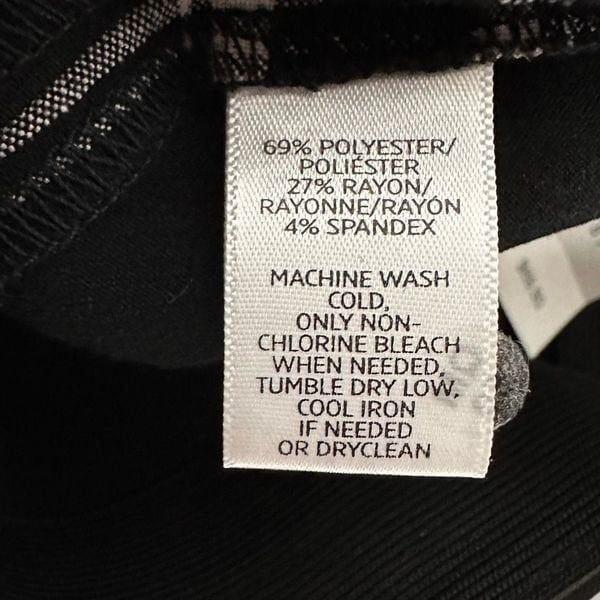 69% POLYESTER/
POLIÉSTER
27% RAYON/
RAYONNE/RAYÓN
4% SPANDEX
MACHINE WASH
COLD,
ONLY NON-
CHLORINE BLEACH
WHEN NEEDED,
TUMBLE DRY LOW,
COOL IRON
IF NEEDED
OR DRYCLEAN